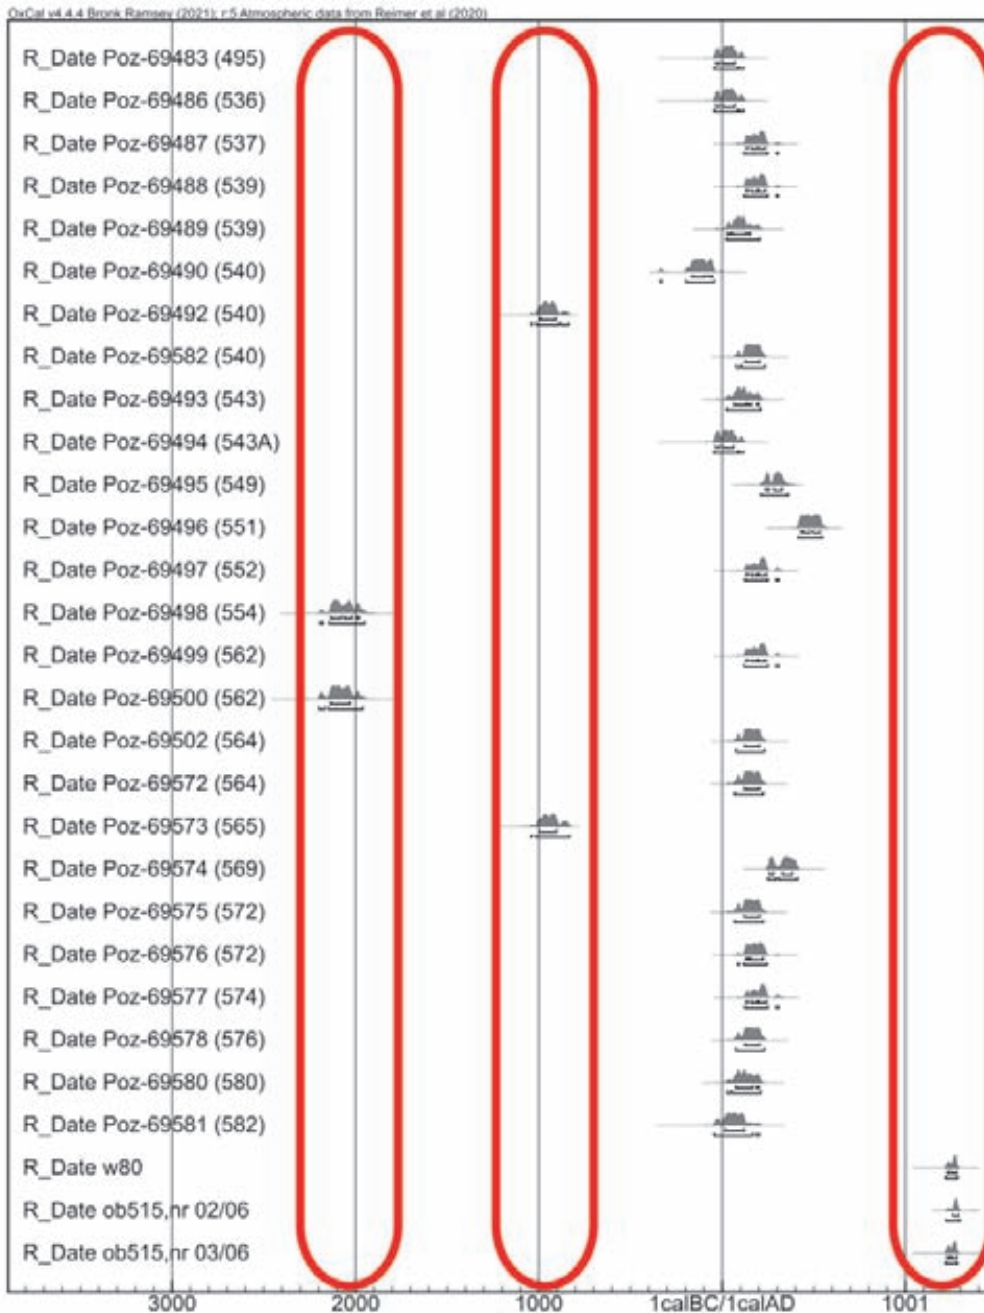 OxCal v4.4.4 Bronk Ramsey (2021); r:5 Atmospheric data from Reimer et al (2020)
R_Date Poz-69483 (495)
R_Date Poz-69486 (536)
R_Date Poz-69487 (537)
R_Date Poz-69488 (539)
R_Date Poz-69489 (539)
R_Date Poz-69490 (540)
R_Date Poz-69492 (540)
R_Date Poz-69582 (540)
R_Date Poz-69493 (543)
R_Date Poz-69494 (543A)
R_Date Poz-69495 (549)
R_Date Poz-69496 (551)
R_Date Poz-69497 (552)
R_Date Poz-69498 (554)
R_Date Poz-69499 (562)
R_Date Poz-69500 (562)
R_Date Poz-69502 (564)
R_Date Poz-69572 (564)
R_Date Poz-69573 (565)
R_Date Poz-69574 (569)
R_Date Poz-69575 (572)
R_Date Poz-69576 (572)
R_Date Poz-69577 (574)
R_Date Poz-69578 (576)
R_Date Poz-69580 (580)
R_Date Poz-69581 (582)
R_Date w80
R_Date ob515,nr 02/06
R_Date ob515,nr 03/06
3000 2000 1000 1calBC/1calAD 1001